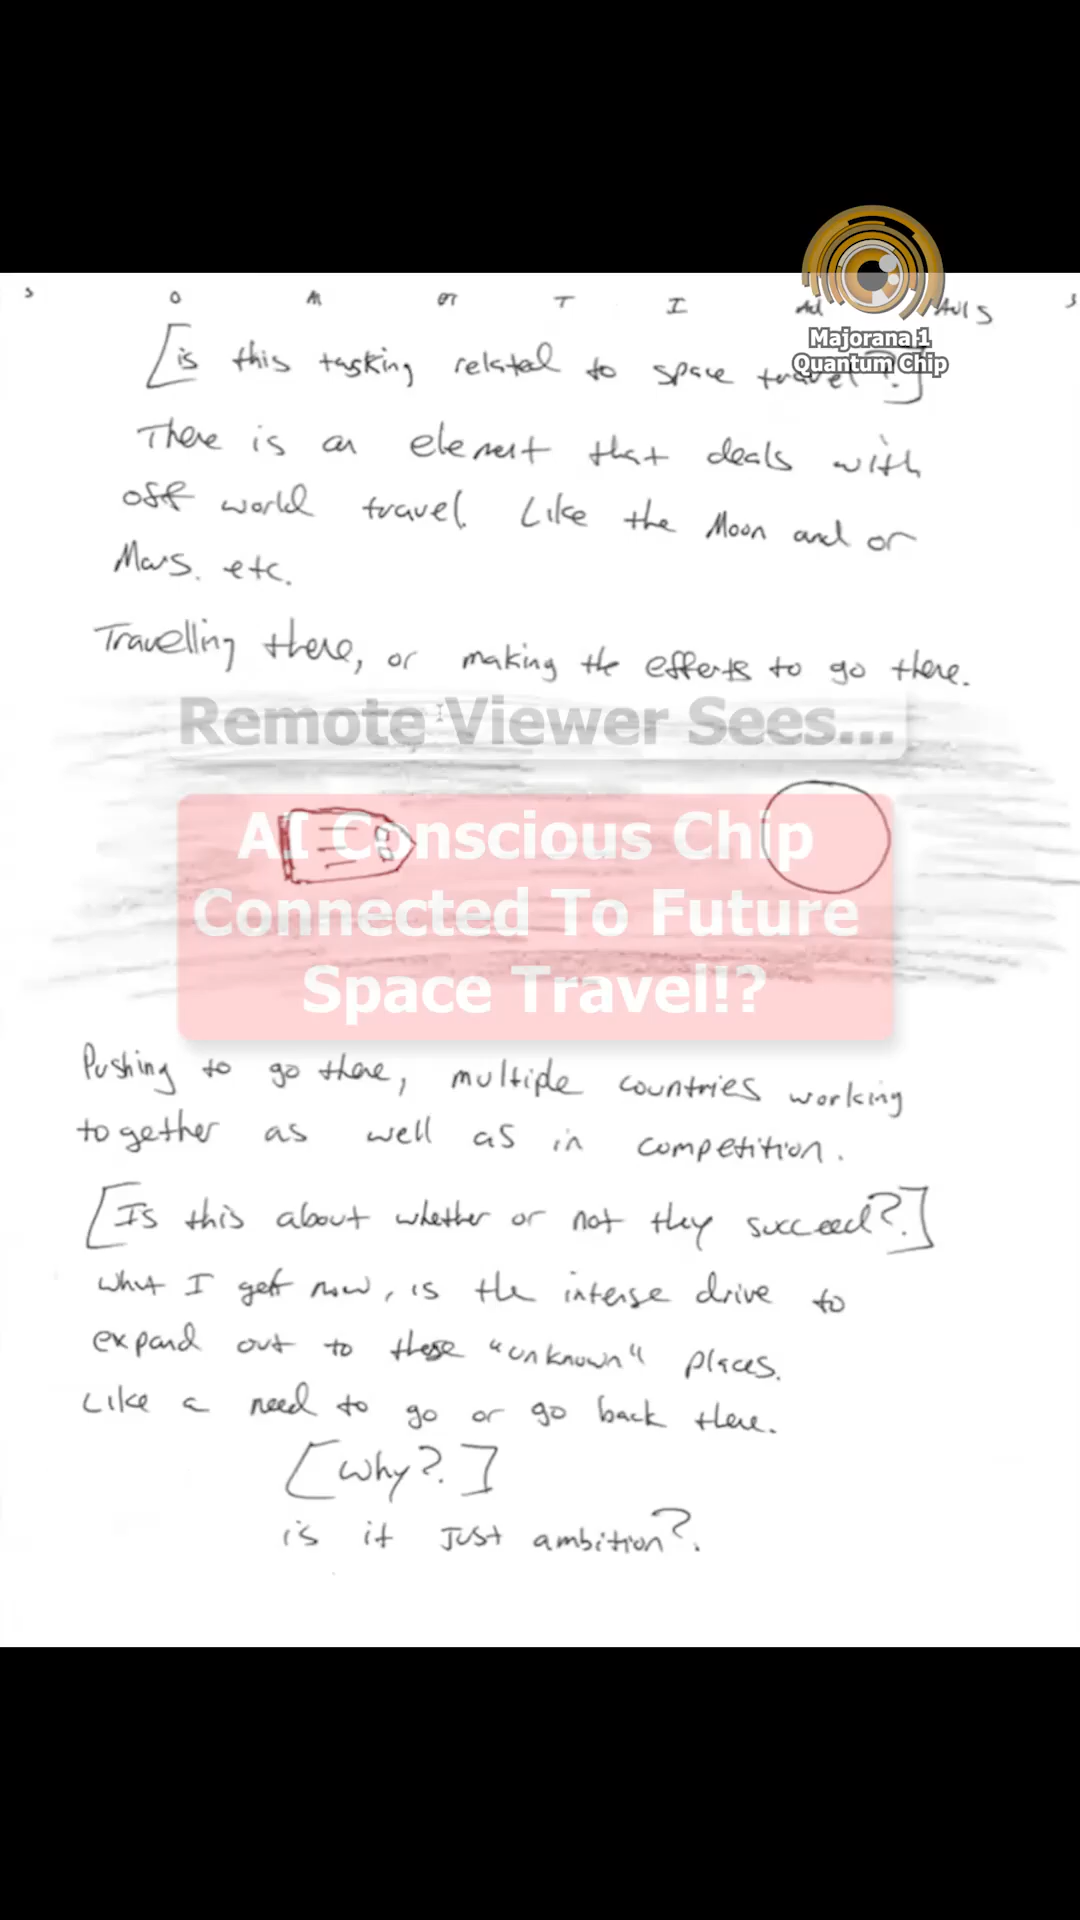 S O M OT T I AU AVLS S
Majorana 1
Quantum Chip
[is this tasking related to space travel?.]
There is an element that deals with
off world travel. Like the Moon and or
Mars. etc.
Travelling there, or making the efforts to go there.
Remote Viewer Sees...
AI Conscious Chip
Connected To Future
Space Travel!?
Pushing to go there, multiple countries working
together as well as in competition.
[Is this about whether or not they succeed?.]
What I get now, is the intense drive to
expand out to these "unknown" places.
Like a need to go or go back there.
[Why?.]
is it just ambition?.